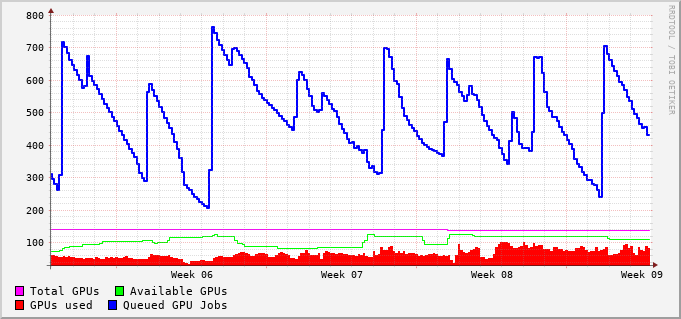 800
700
600
500
400
300
200
100
Week 06 Week 07 Week 08 Week 09
Total GPUs Available GPUs
GPUs used Queued GPU Jobs
RRDTOOL / TOBI OETIKER